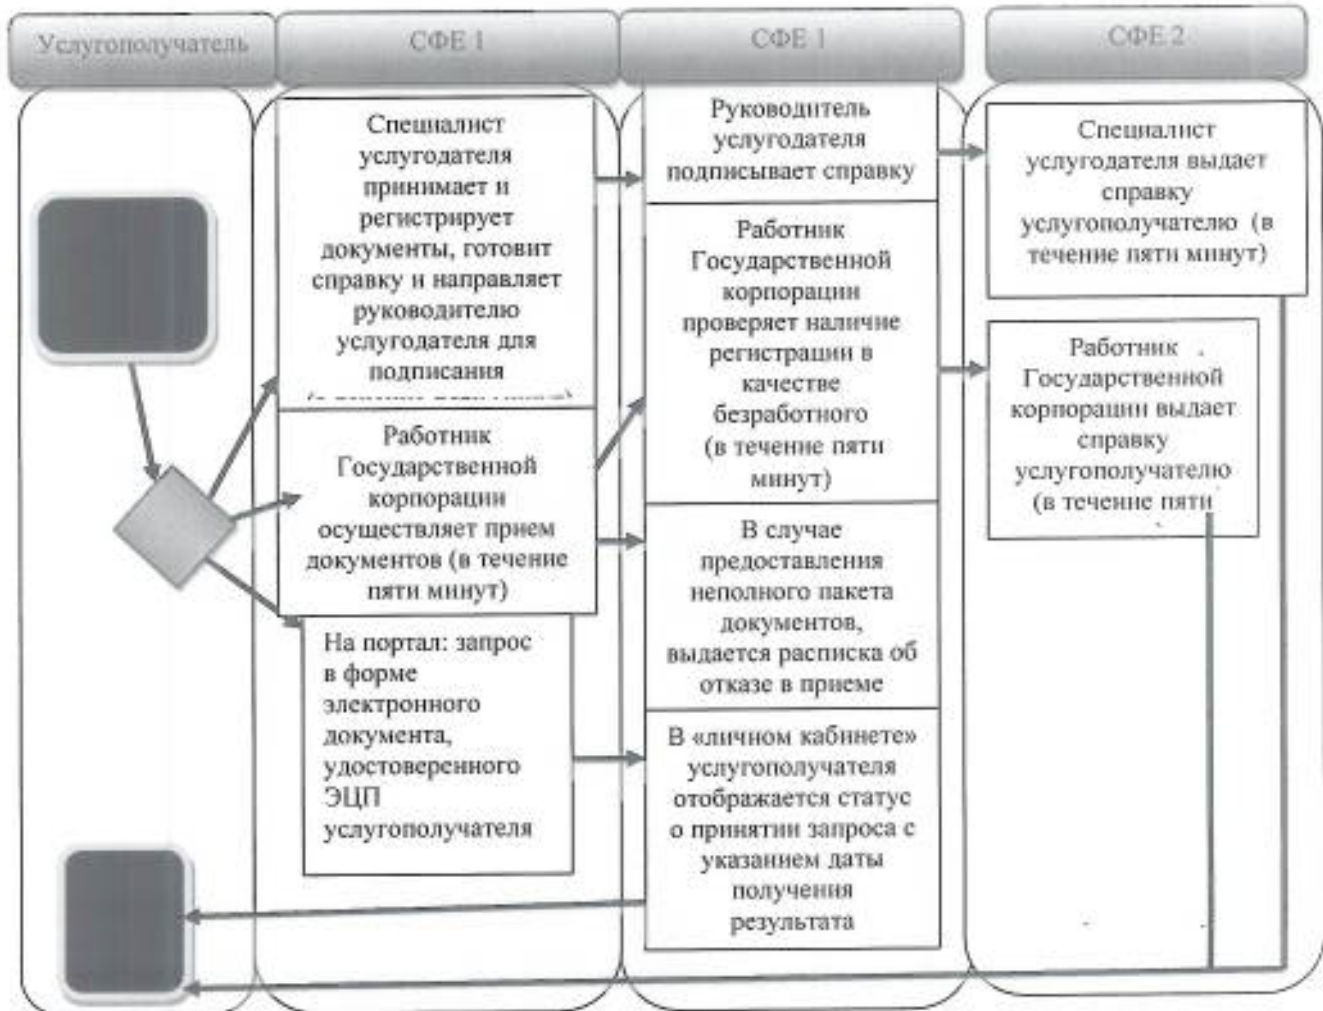 Услугополучатель
СФЕ 1
СФЕ 1
СФЕ 2
Специалист
услугодателя
принимает и
регистрирует
документы, готовит
справку и направляет
руководителю
услугодателя для
подписания
Работник
Государственной
корпорации
осуществляет прием
документов (в течение
пяти минут)
На портал: запрос
в форме
электронного
документа,
удостоверенного
ЭЦП
услугополучателя
Руководитель
услугодателя
подписывает справку
Работник
Государственной
корпорации
проверяет наличие
регистрации в
качестве
безработного
(в течение пяти
минут)
В случае
предоставления
неполного пакета
документов,
выдается расписка об
отказе в приеме
В «личном кабинете»
услугополучателя
отображается статус
о принятии запроса с
указанием даты
получения
результата
Специалист
услугодателя выдает
справку
услугополучателю (в
течение пяти минут)
Работник
Государственной
корпорации выдает
справку
услугополучателю
(в течение пяти